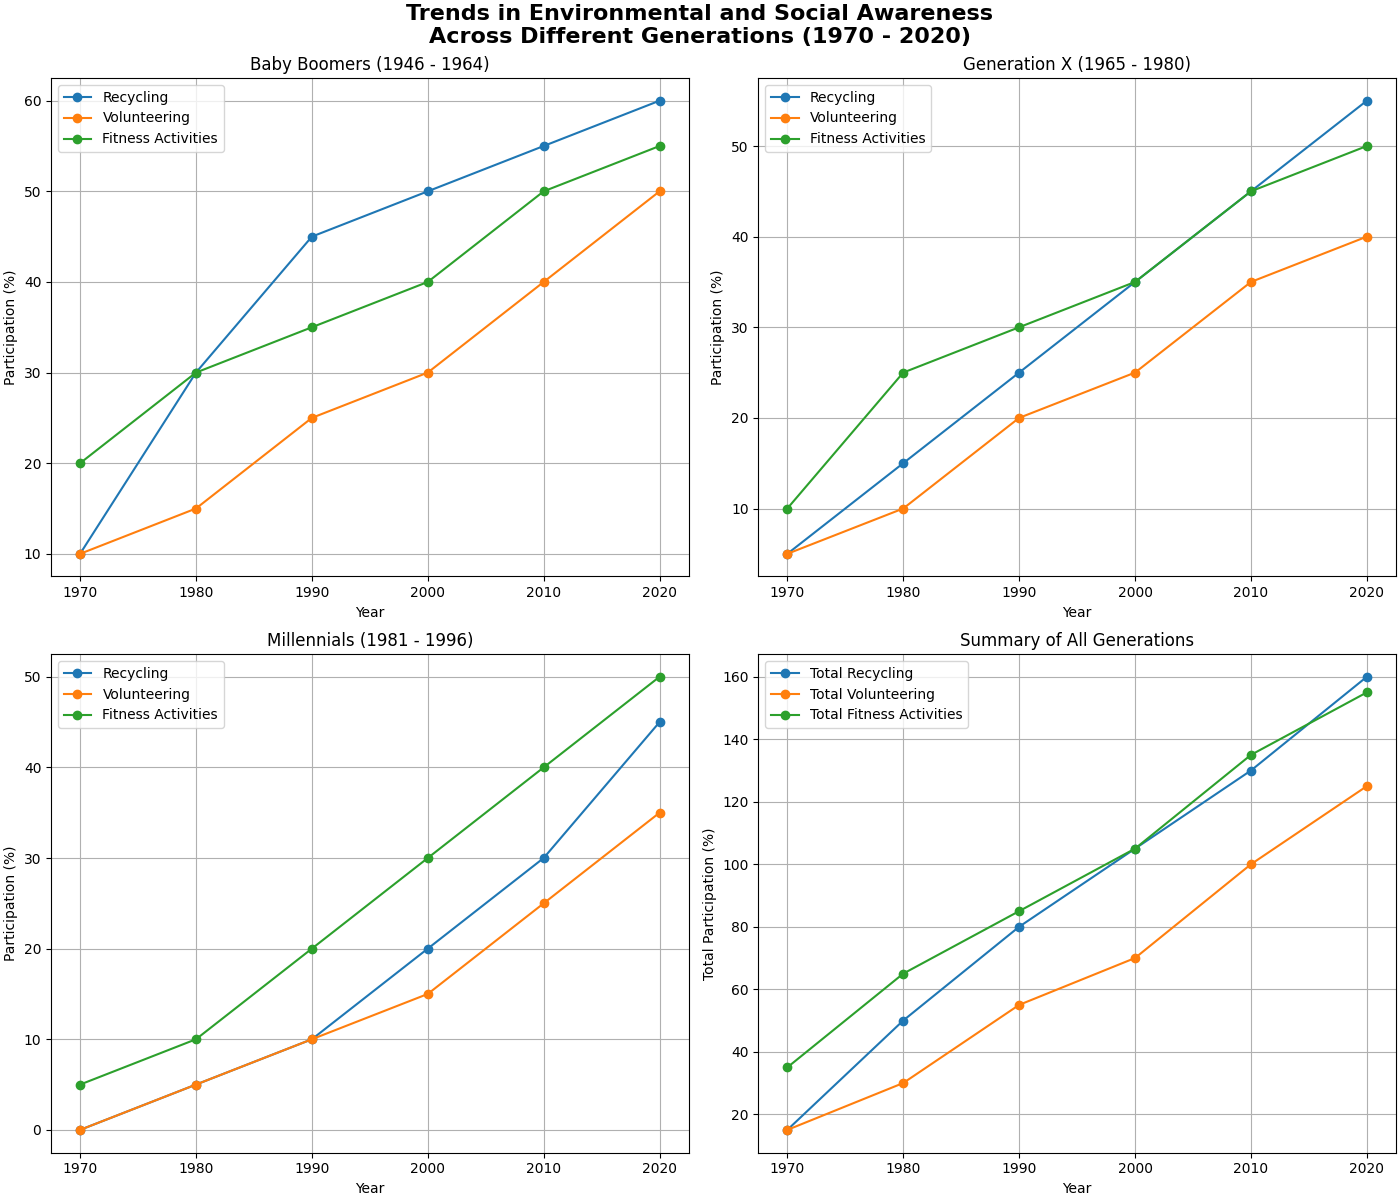 Trends in Environmental and Social Awareness
Across Different Generations (1970 - 2020)
Baby Boomers (1946 - 1964)
Recycling
Volunteering
Fitness Activities
Participation (%)
60
50
40
30
20
10
1970 1980 1990 2000 2010 2020
Year
Generation X (1965 - 1980)
Recycling
Volunteering
Fitness Activities
Participation (%)
50
40
30
20
10
1970 1980 1990 2000 2010 2020
Year
Millennials (1981 - 1996)
Recycling
Volunteering
Fitness Activities
Participation (%)
50
40
30
20
10
0
1970 1980 1990 2000 2010 2020
Year
Summary of All Generations
Total Recycling
Total Volunteering
Total Fitness Activities
Total Participation (%)
160
140
120
100
80
60
40
20
1970 1980 1990 2000 2010 2020
Year